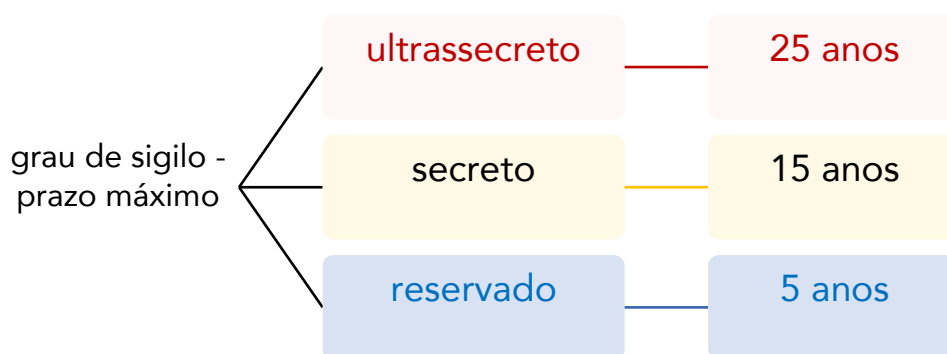 grau de sigilo -
prazo máximo
ultrassecreto
25 anos
secreto
15 anos
reservado
5 anos